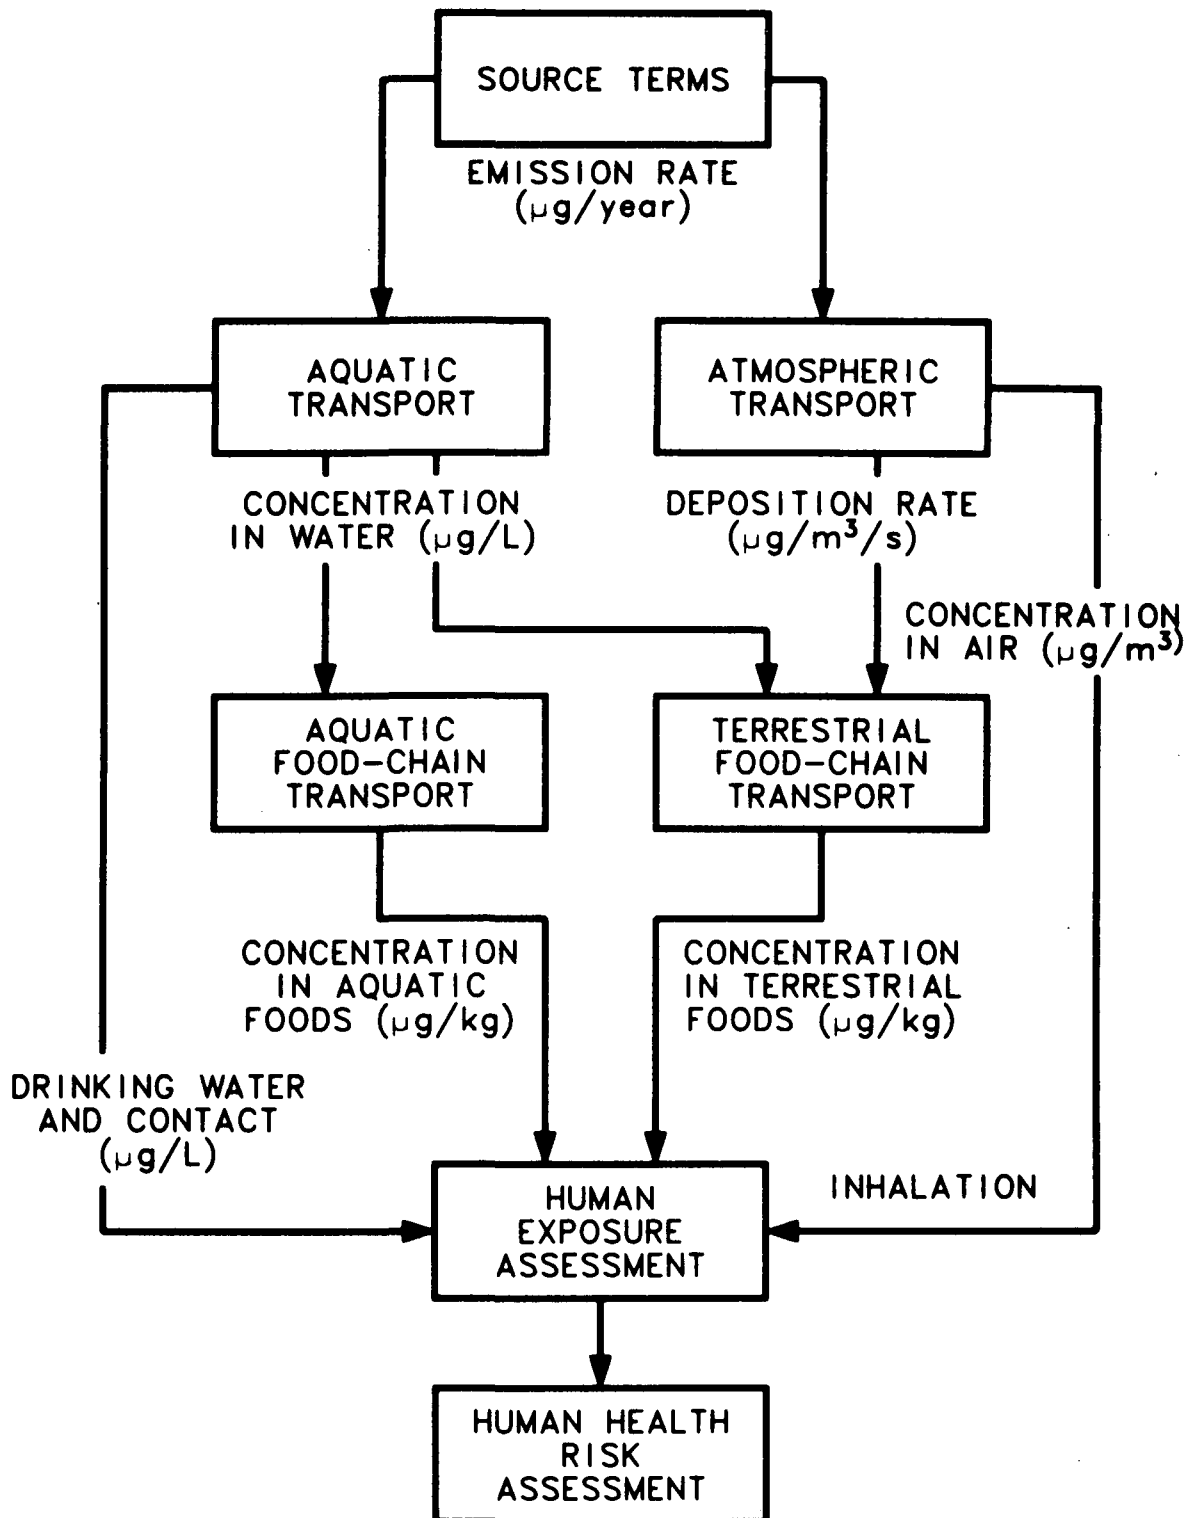 SOURCE TERMS
EMISSION RATE
(μg/year)
AQUATIC
TRANSPORT
ATMOSPHERIC
TRANSPORT
CONCENTRATION
IN WATER (μg/L)
DEPOSITION RATE
(μg/m³/s)
CONCENTRATION
IN AIR (μg/m³)
AQUATIC
FOOD-CHAIN
TRANSPORT
TERRESTRIAL
FOOD-CHAIN
TRANSPORT
CONCENTRATION
IN AQUATIC
FOODS (μg/kg)
CONCENTRATION
IN TERRESTRIAL
FOODS (μg/kg)
DRINKING WATER
AND CONTACT
(μg/L)
HUMAN
EXPOSURE
ASSESSMENT
INHALATION
HUMAN HEALTH
RISK
ASSESSMENT